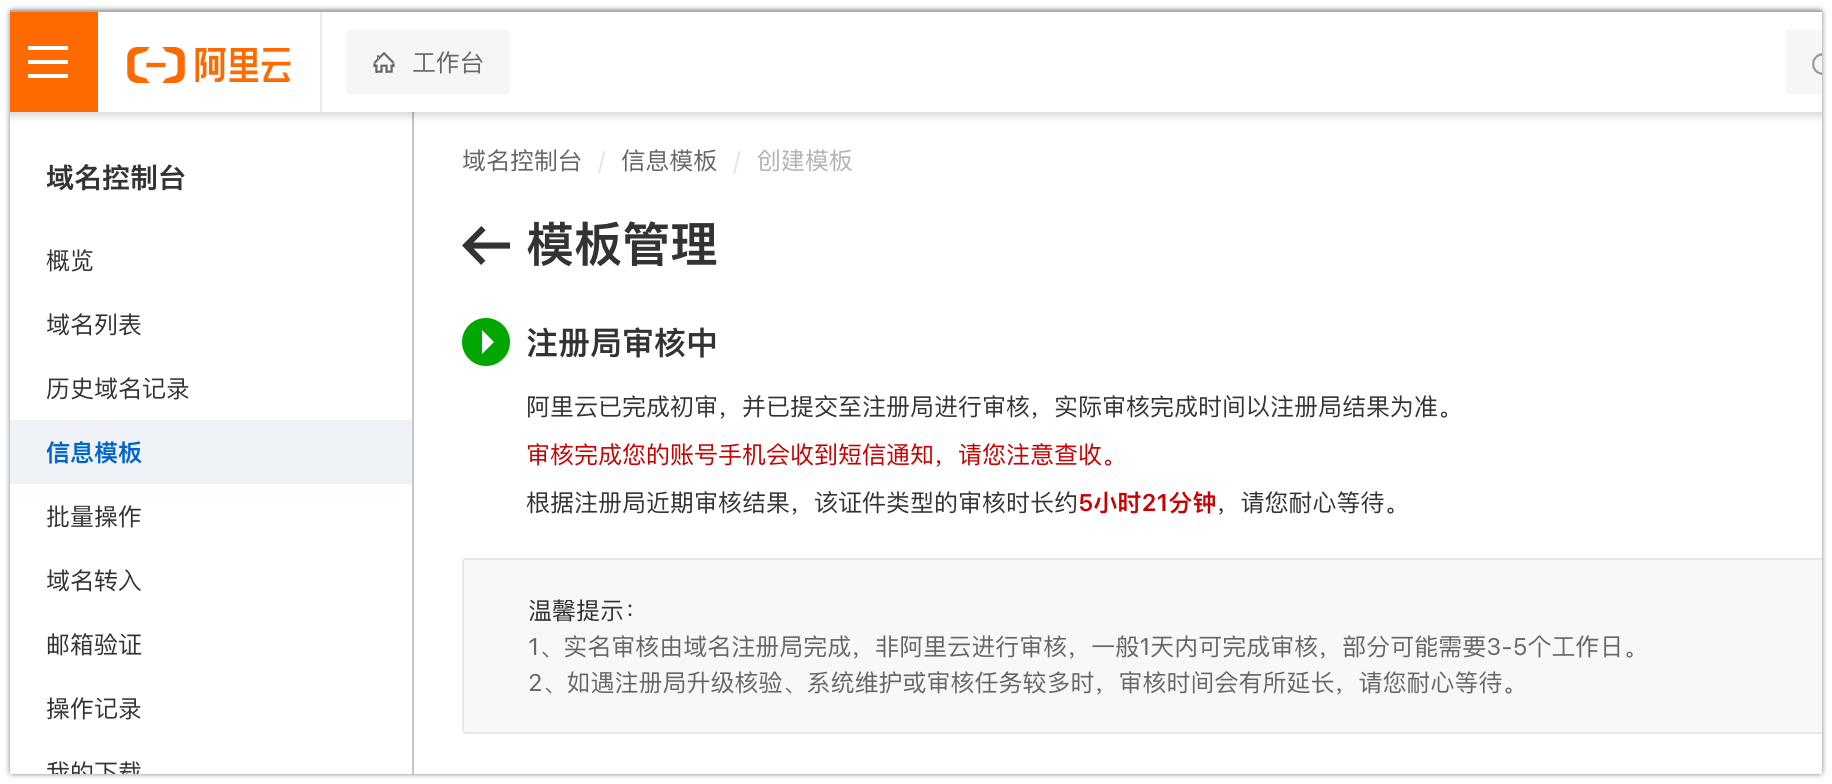 阿里云
工作台
域名控制台
概览
域名列表
历史域名记录
信息模板
批量操作
域名转入
邮箱验证
操作记录
我的下载
域名控制台 / 信息模板 / 创建模板
模板管理
注册局审核中
阿里云已完成初审，并已提交至注册局进行审核，实际审核完成时间以注册局结果为准。
审核完成您的账号手机会收到短信通知，请您注意查收。
根据注册局近期审核结果，该证件类型的审核时长约5小时21分钟，请您耐心等待。
温馨提示：
1、实名审核由域名注册局完成，非阿里云进行审核，一般1天内可完成审核，部分可能需要3-5个工作日。
2、如遇注册局升级核验、系统维护或审核任务较多时，审核时间会有所延长，请您耐心等待。